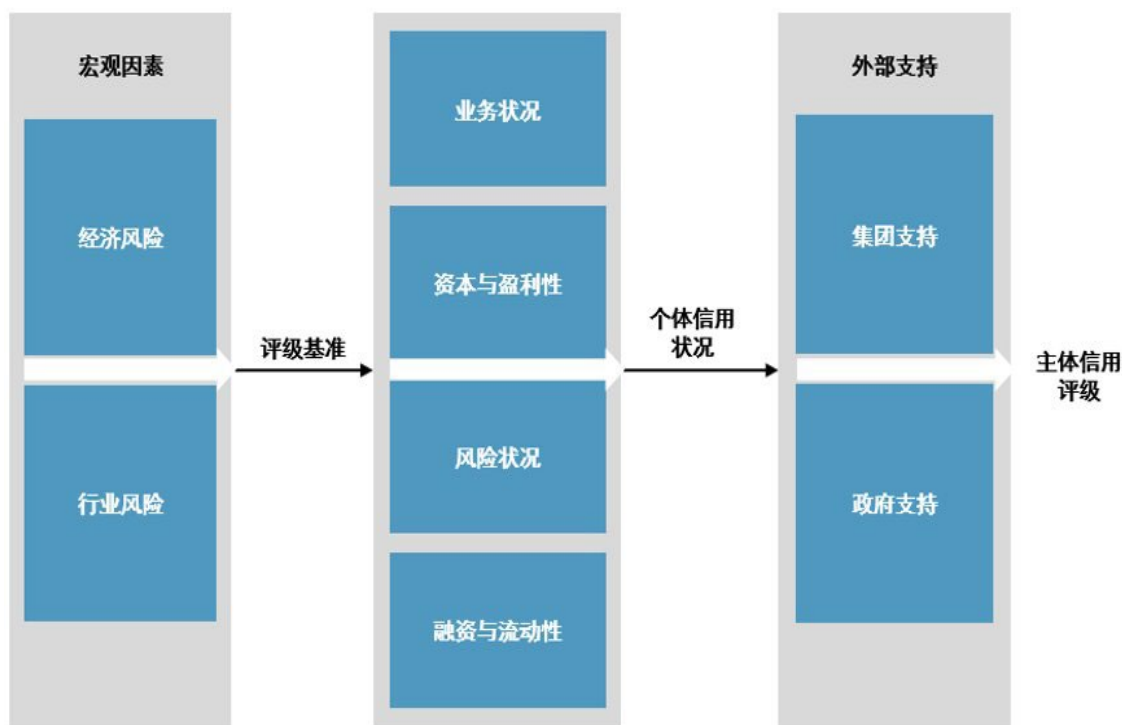 宏观因素
经济风险
行业风险
评级基准
业务状况
资本与盈利性
风险状况
融资与流动性
个体信用
状况
外部支持
集团支持
政府支持
主体信用
评级